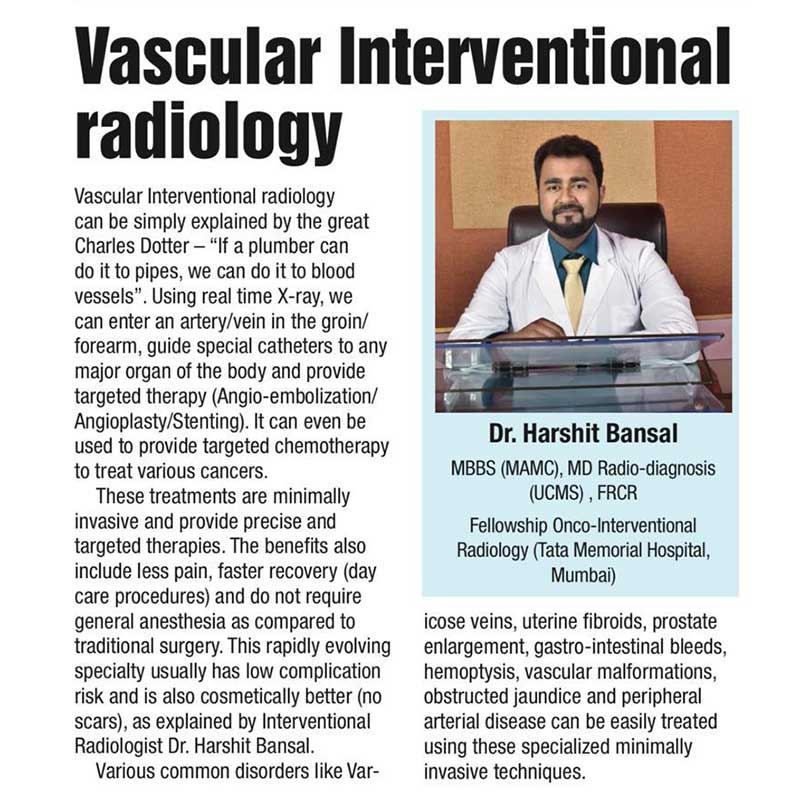 Vascular Interventional
radiology
Vascular Interventional radiology
can be simply explained by the great
Charles Dotter – “If a plumber can
do it to pipes, we can do it to blood
vessels”. Using real time X-ray, we
can enter an artery/vein in the groin/
forearm, guide special catheters to any
major organ of the body and provide
targeted therapy (Angio-embolization/
Angioplasty/Stenting). It can even be
used to provide targeted chemotherapy
to treat various cancers.
These treatments are minimally
invasive and provide precise and
targeted therapies. The benefits also
include less pain, faster recovery (day
care procedures) and do not require
general anesthesia as compared to
traditional surgery. This rapidly evolving
specialty usually has low complication
risk and is also cosmetically better (no
scars), as explained by Interventional
Radiologist Dr. Harshit Bansal.
Various common disorders like Var-
Dr. Harshit Bansal
MBBS (MAMC), MD Radio-diagnosis
(UCMS) , FRCR
Fellowship Onco-Interventional
Radiology (Tata Memorial Hospital,
Mumbai)
icose veins, uterine fibroids, prostate
enlargement, gastro-intestinal bleeds,
hemoptysis, vascular malformations,
obstructed jaundice and peripheral
arterial disease can be easily treated
using these specialized minimally
invasive techniques.